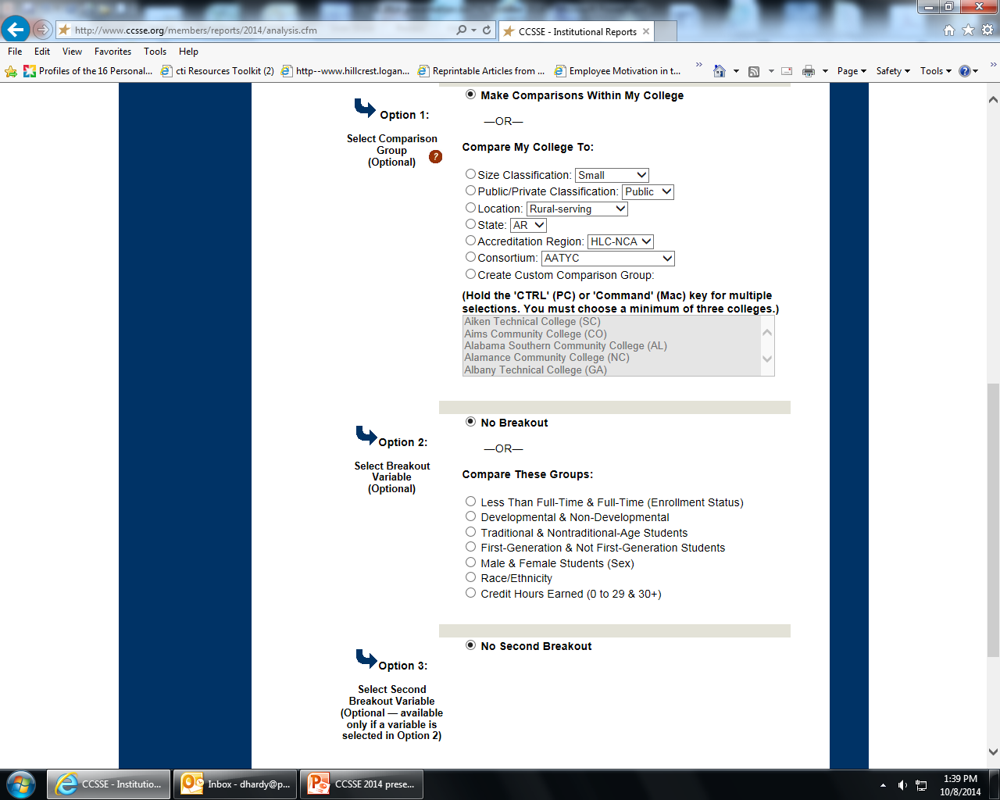 http://www.ccsse.org/members/reports/2014/analysis.cfm
CCSSE - Institutional Reports
File Edit View Favorites Tools Help
Profiles of the 16 Personal...
cti Resources Toolkit (2)
http--www.hillcrest.logan...
Reprintable Articles from ...
Employee Motivation in t...
Page
Safety
Tools
Make Comparisons Within My College
Option 1:
—OR—
Select Comparison
Group
(Optional)
?
Compare My College To:
Size Classification: Small
Public/Private Classification: Public
Location: Rural-serving
State: AR
Accreditation Region: HLC-NCA
Consortium: AATYC
Create Custom Comparison Group:
(Hold the 'CTRL' (PC) or 'Command' (Mac) key for multiple
selections. You must choose a minimum of three colleges.)
Aiken Technical College (SC)
Aims Community College (CO)
Alabama Southern Community College (AL)
Alamance Community College (NC)
Albany Technical College (GA)
No Breakout
Option 2:
—OR—
Select Breakout
Variable
(Optional)
Compare These Groups:
Less Than Full-Time & Full-Time (Enrollment Status)
Developmental & Non-Developmental
Traditional & Nontraditional-Age Students
First-Generation & Not First-Generation Students
Male & Female Students (Sex)
Race/Ethnicity
Credit Hours Earned (0 to 29 & 30+)
No Second Breakout
Option 3:
Select Second
Breakout Variable
(Optional — available
only if a variable is
selected in Option 2)
CCSSE - Institutio...
Inbox - dhardy@p...
CCSSE 2014 prese...
1:39 PM
10/8/2014